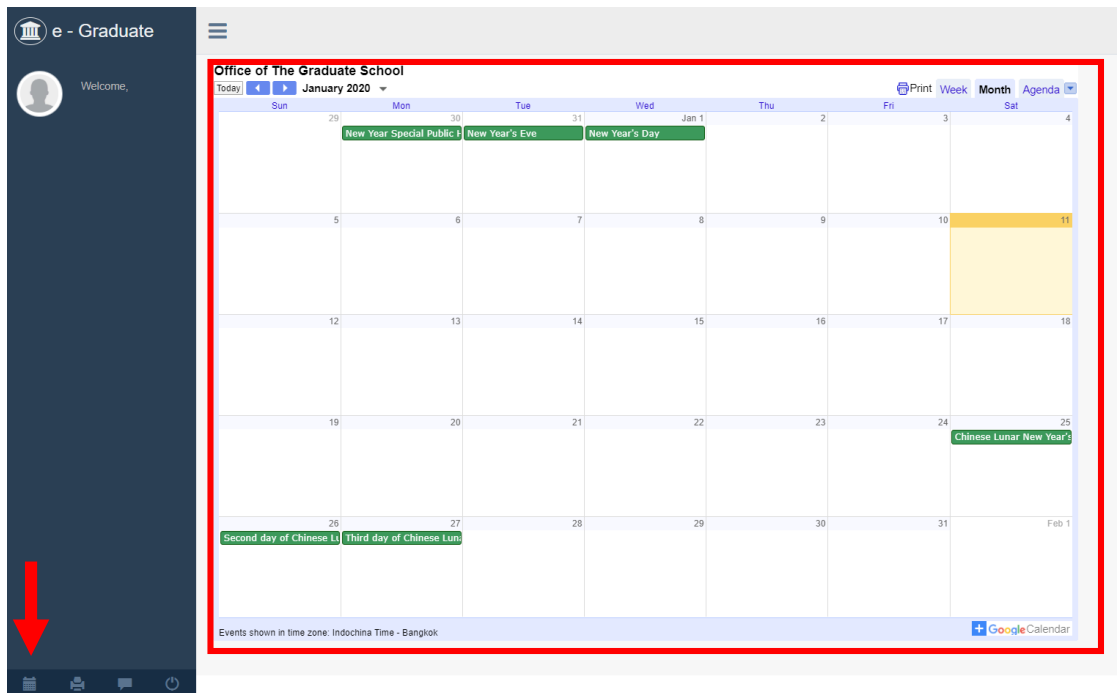 e - Graduate
Welcome,
Office of The Graduate School
Today January 2020 Print Week Month Agenda
Sun Mon Tue Wed Thu Fri Sat
29 30 31 Jan 1 2 3 4
New Year Special Public H New Year's Eve New Year's Day
5 6 7 8 9 10 11
12 13 14 15 16 17 18
19 20 21 22 23 24 25
Chinese Lunar New Year's
26 27 28 29 30 31 Feb 1
Second day of Chinese Lu Third day of Chinese Luna
Events shown in time zone: Indochina Time - Bangkok
Google Calendar